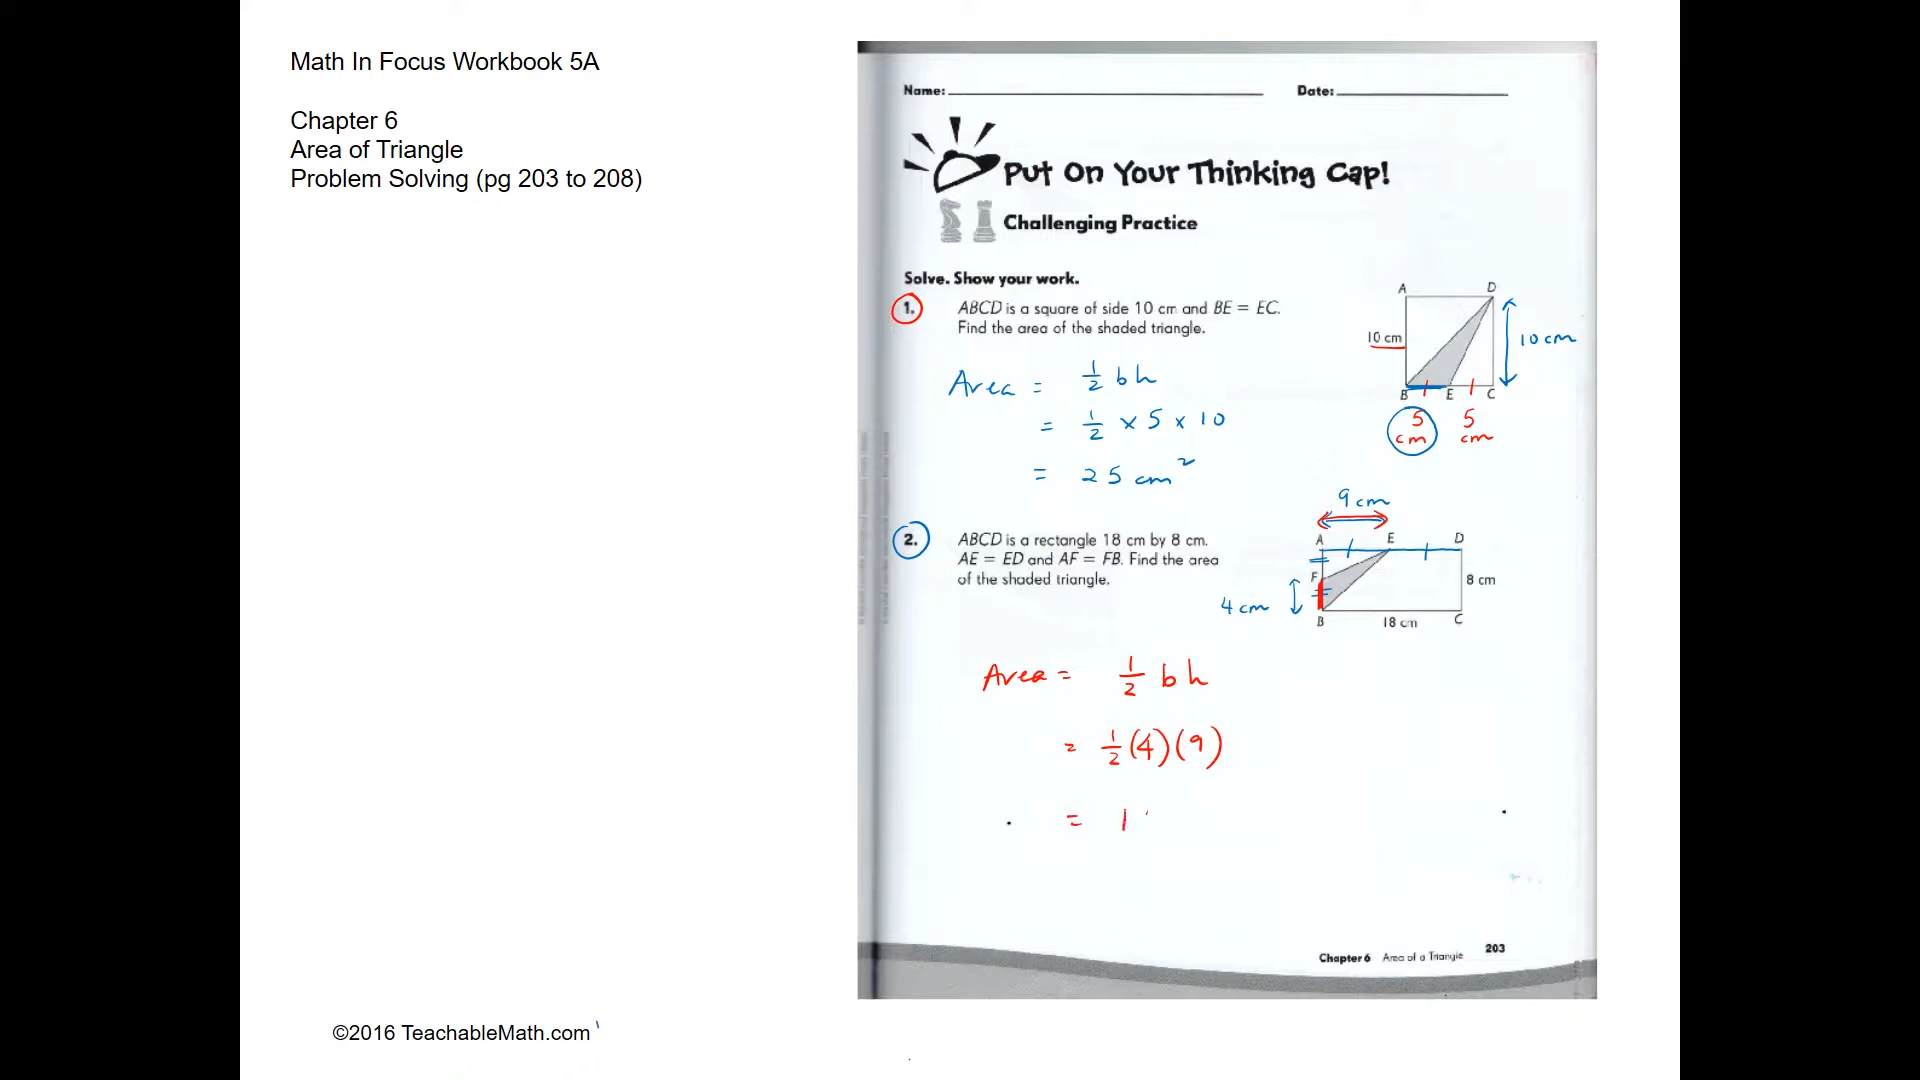 Math In Focus Workbook 5A
Chapter 6
Area of Triangle
Problem Solving (pg 203 to 208)
Name:
Date:
Put On Your Thinking Cap!
Challenging Practice
Solve. Show your work.
1.
ABCD is a square of side 10 cm and BE = EC.
Find the area of the shaded triangle.
A D
10 cm
10 cm
B E C
5 cm
5 cm
Area = 1/2 bh
= 1/2 × 5 × 10
= 25 cm²
2.
ABCD is a rectangle 18 cm by 8 cm.
AE = ED and AF = FB. Find the area
of the shaded triangle.
9 cm
A E D
F
8 cm
4 cm
B 18 cm C
Area = 1/2 bh
= 1/2 (4)(9)
= 1
Chapter 6 Area of a Triangle 203
©2016 TeachableMath.com